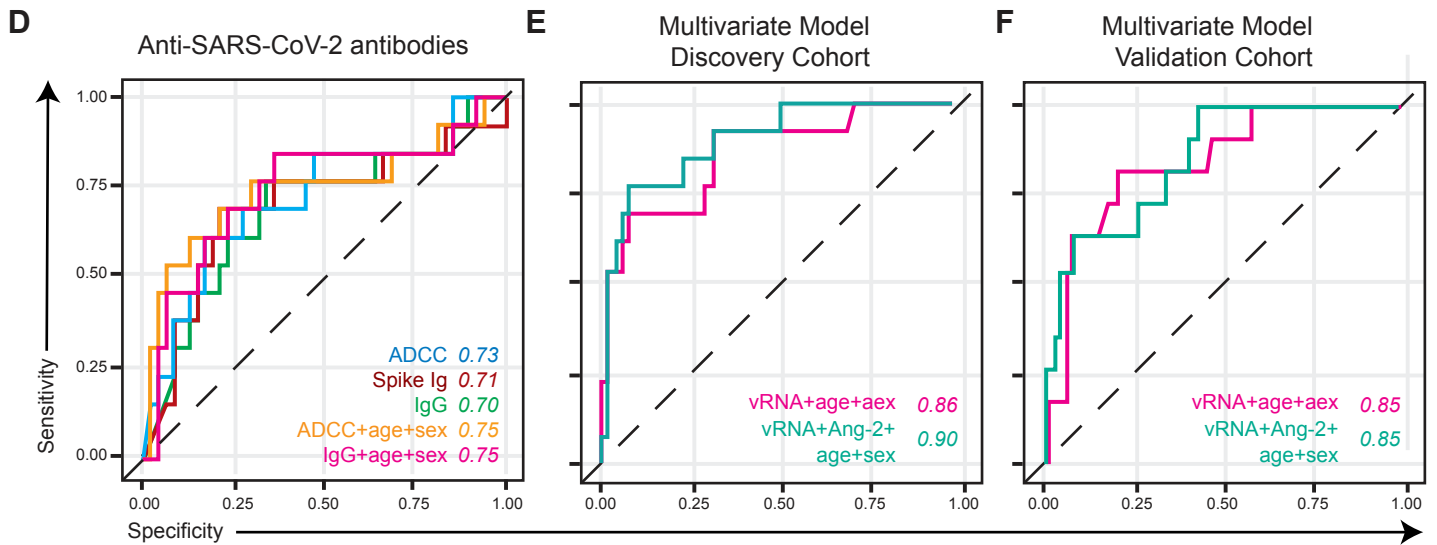 D
Anti-SARS-CoV-2 antibodies
E
Multivariate Model
Discovery Cohort
F
Multivariate Model
Validation Cohort
Sensitivity
1.00
0.75
0.50
0.25
0.00
ADCC 0.73
Spike Ig 0.71
IgG 0.70
ADCC+age+sex 0.75
IgG+age+sex 0.75
0.00 0.25 0.50 0.75 1.00
vRNA+age+aex 0.86
vRNA+Ang-2+
age+sex 0.90
0.00 0.25 0.50 0.75 1.00
vRNA+age+aex 0.85
vRNA+Ang-2+
age+sex 0.85
0.00 0.25 0.50 0.75 1.00
Specificity